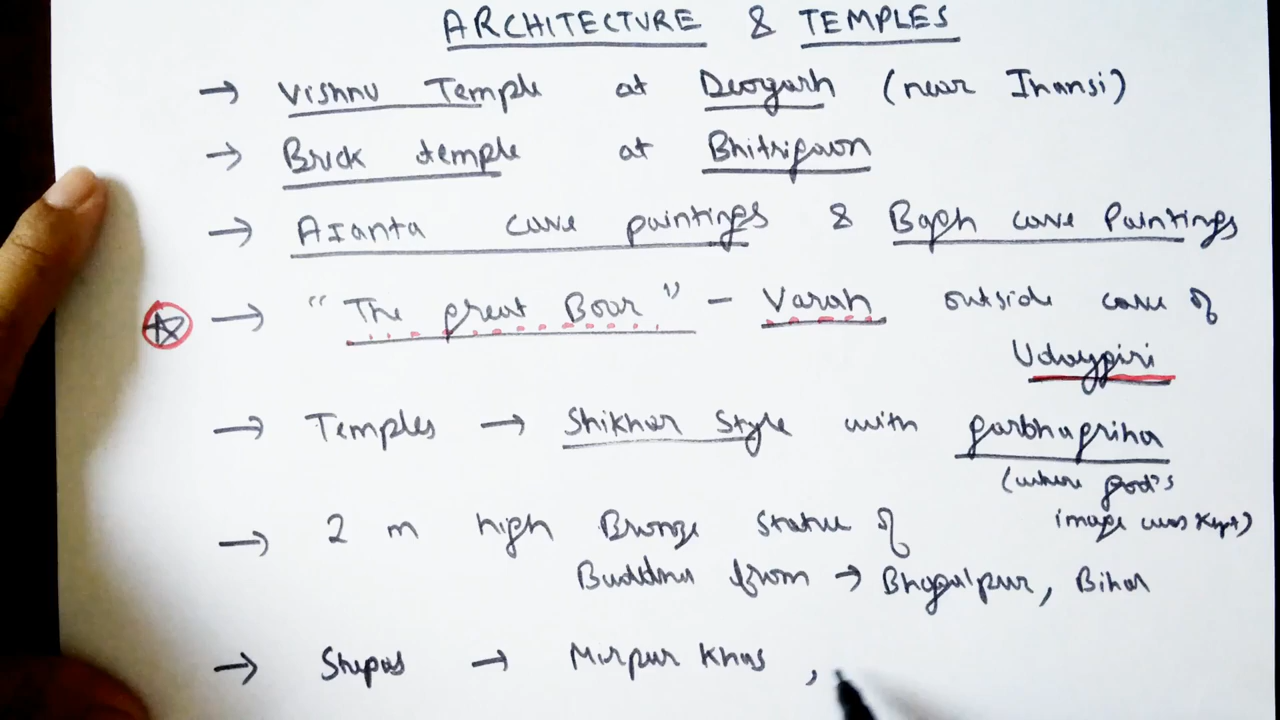 ARCHITECTURE & TEMPLES
→ Vishnu Temple at Deogarh (near Jhansi)
→ Brick temple at Bhitrigaon
→ Ajanta cave paintings & Bagh cave Paintings
→ "The great Boar" - Varah outside cave of
Udaygiri
→ Temples → Shikhar Style with garbhagriha
(where god's
image was kept)
→ 2 m high Bronze statue of
Buddha from → Bhagalpur, Bihar
→ Stupas → Mirpur Khas ,